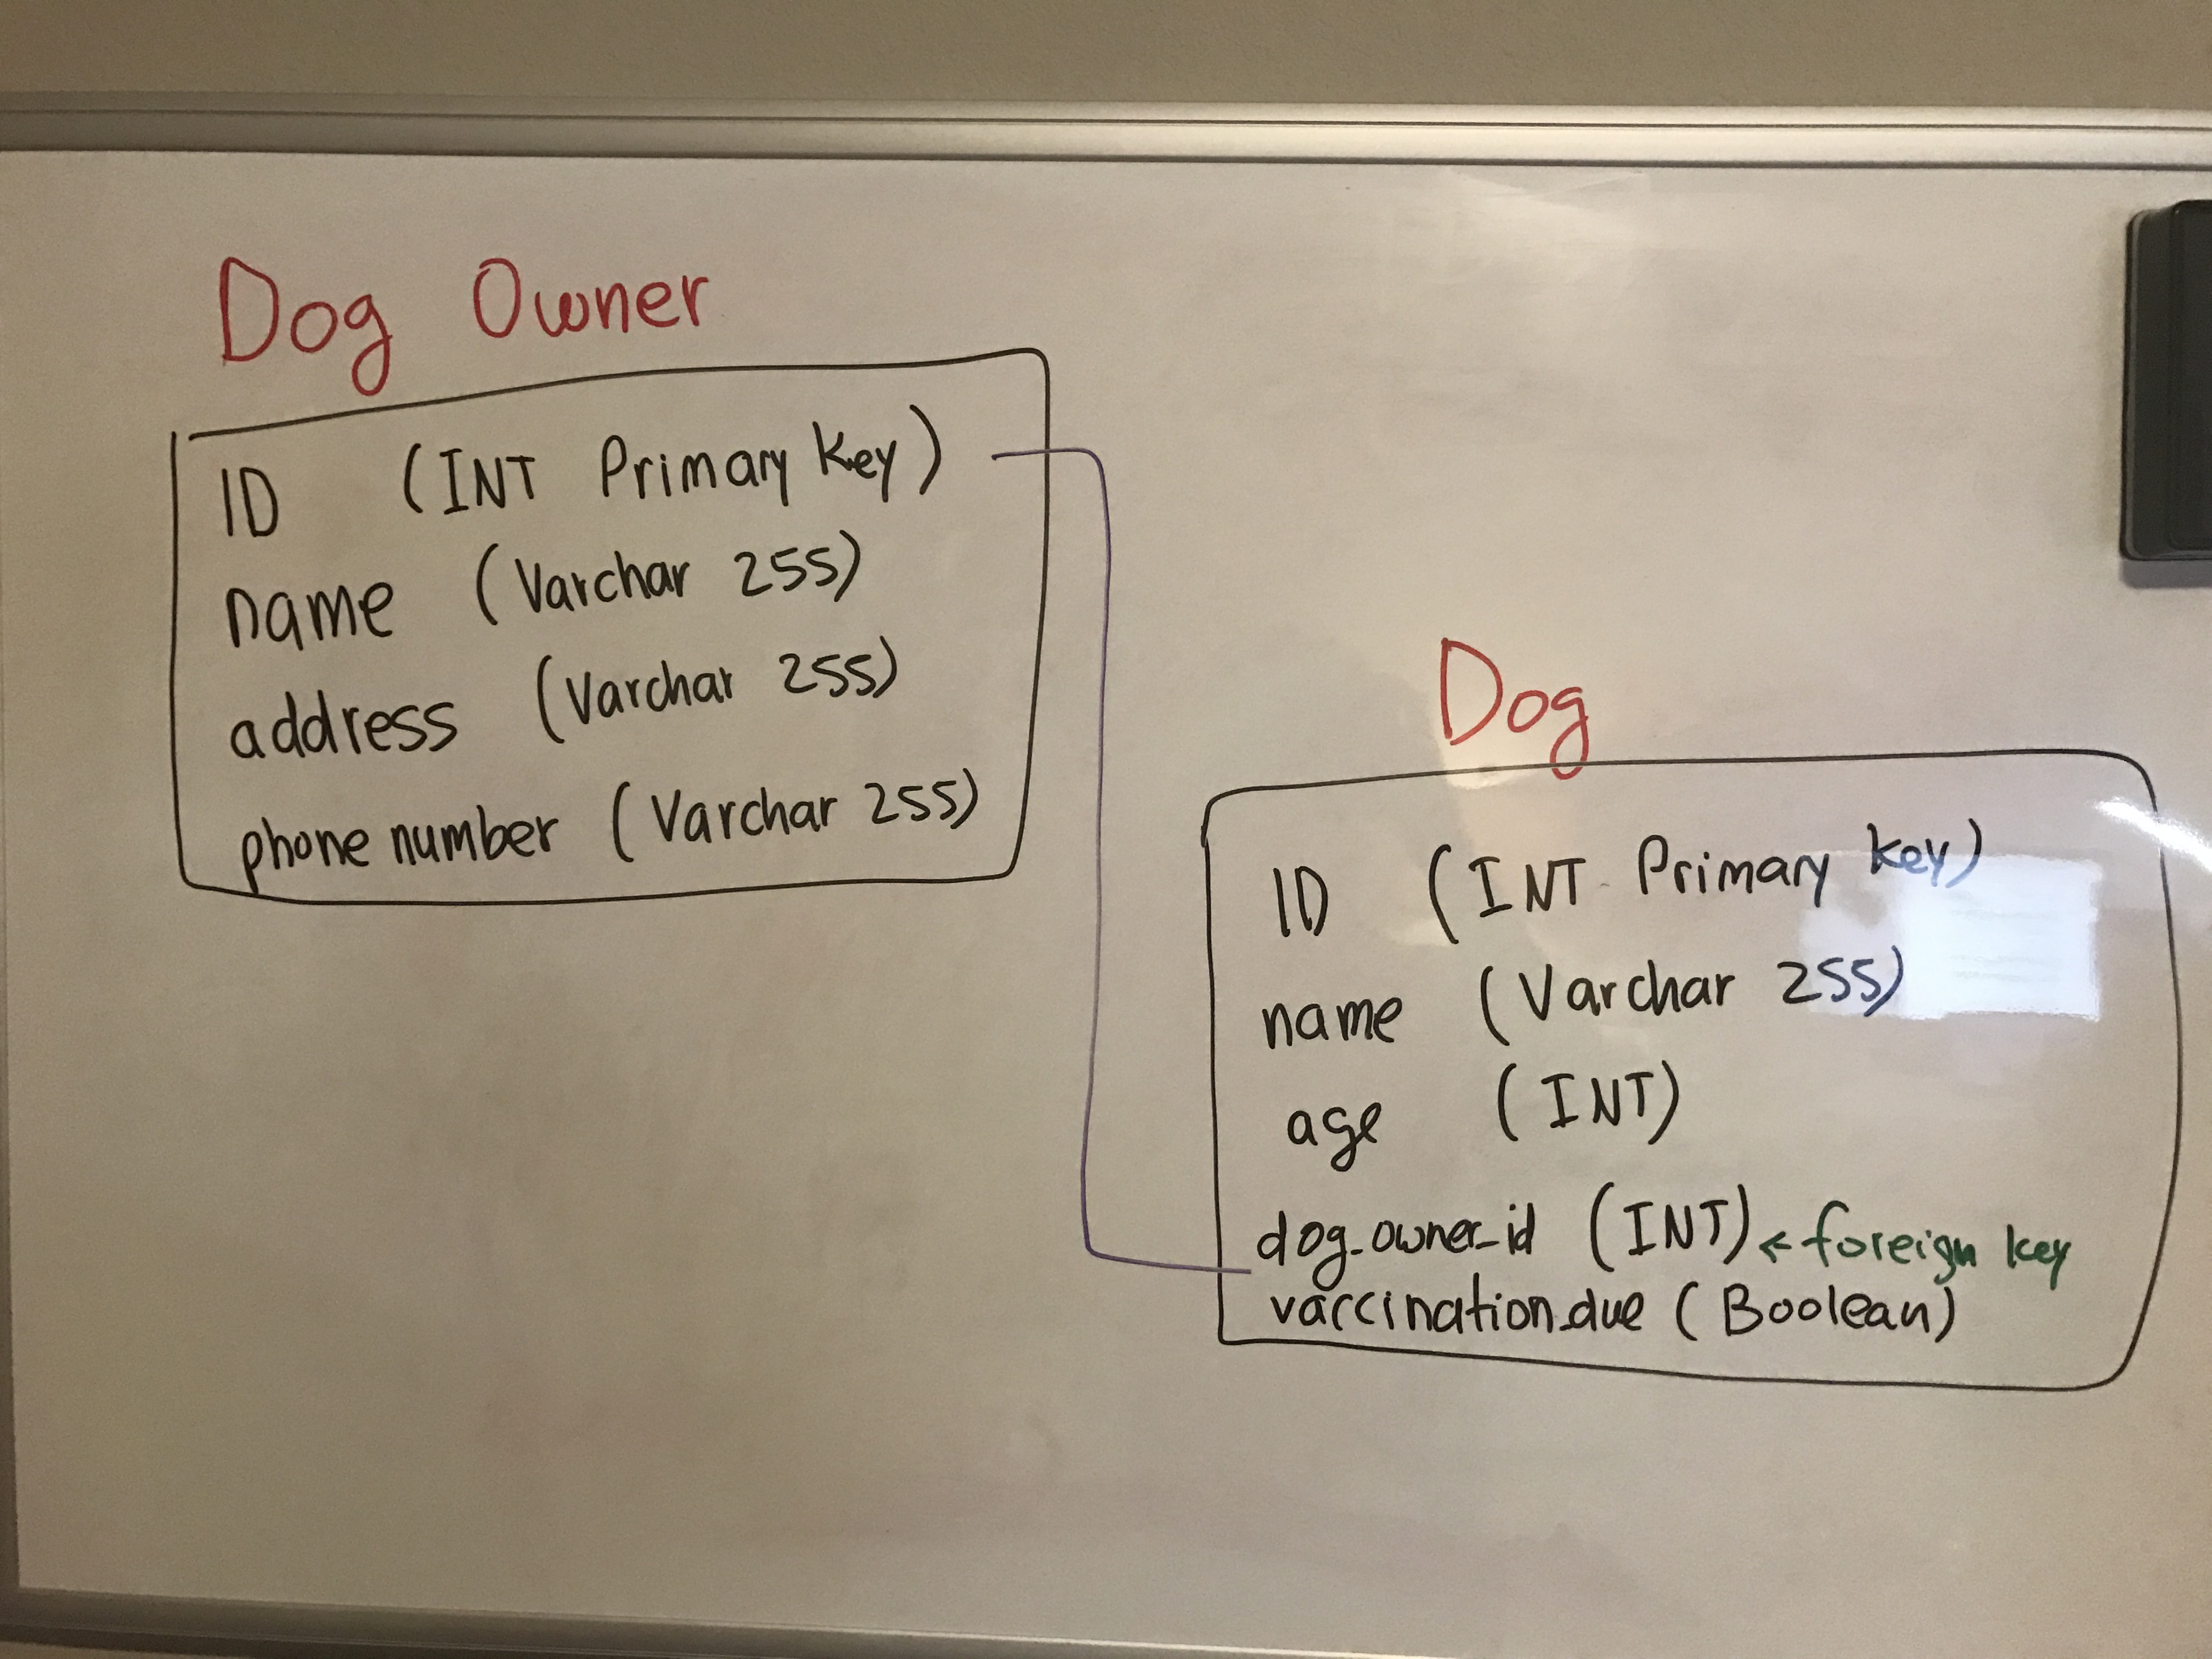 Dog Owner
ID (INT Primary Key)
name (Varchar 255)
address (Varchar 255)
phone number (Varchar 255)
Dog
ID (INT Primary Key)
name (Varchar 255)
age (INT)
dog_owner_id (INT) ← foreign key
vaccination_due (Boolean)